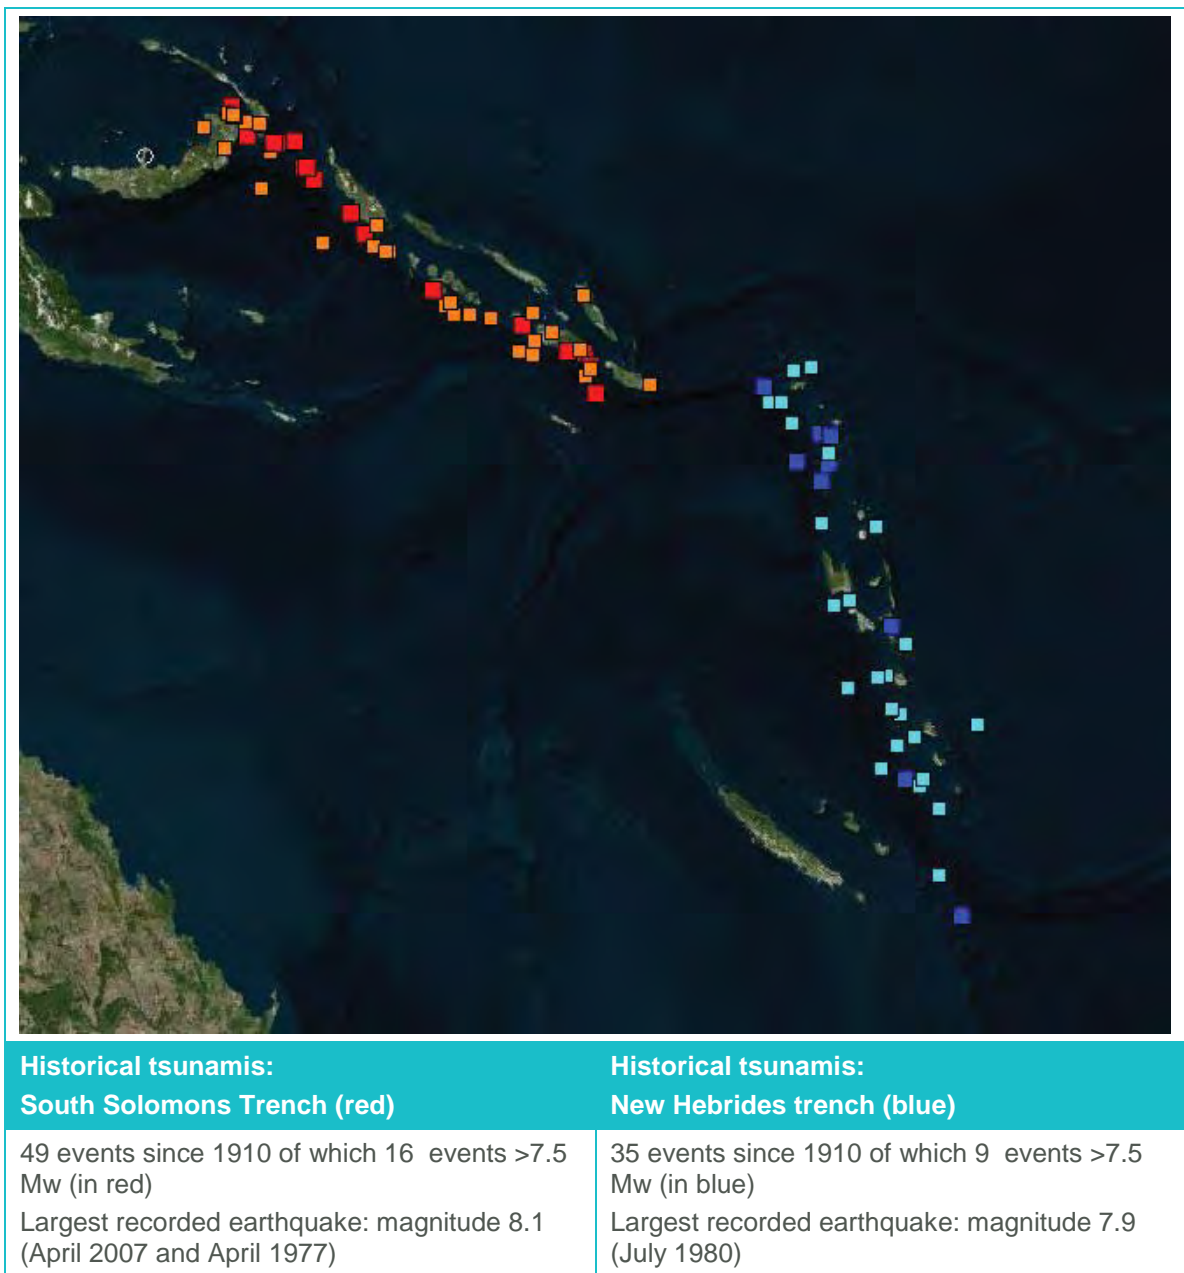 Historical tsunamis:
South Solomons Trench (red)
Historical tsunamis:
New Hebrides trench (blue)
49 events since 1910 of which 16 events >7.5
Mw (in red)
Largest recorded earthquake: magnitude 8.1
(April 2007 and April 1977)
35 events since 1910 of which 9 events >7.5
Mw (in blue)
Largest recorded earthquake: magnitude 7.9
(July 1980)